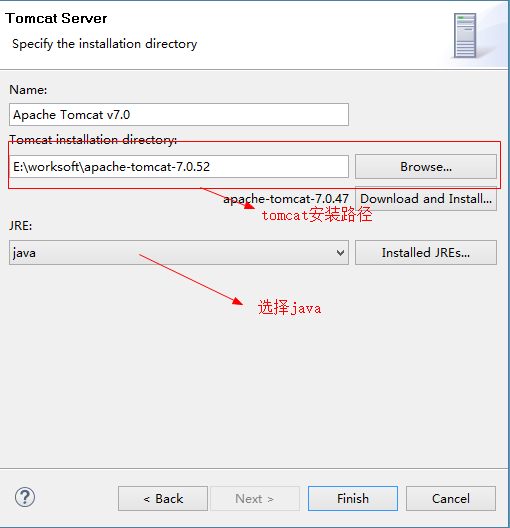 Tomcat Server
Specify the installation directory
Name:
Apache Tomcat v7.0
Tomcat installation directory:
E:\worksoft\apache-tomcat-7.0.52
Browse...
apache-tomcat-7.0.47
Download and Install...
tomcat安装路径
JRE:
java
Installed JREs...
选择java
?
< Back
Next >
Finish
Cancel